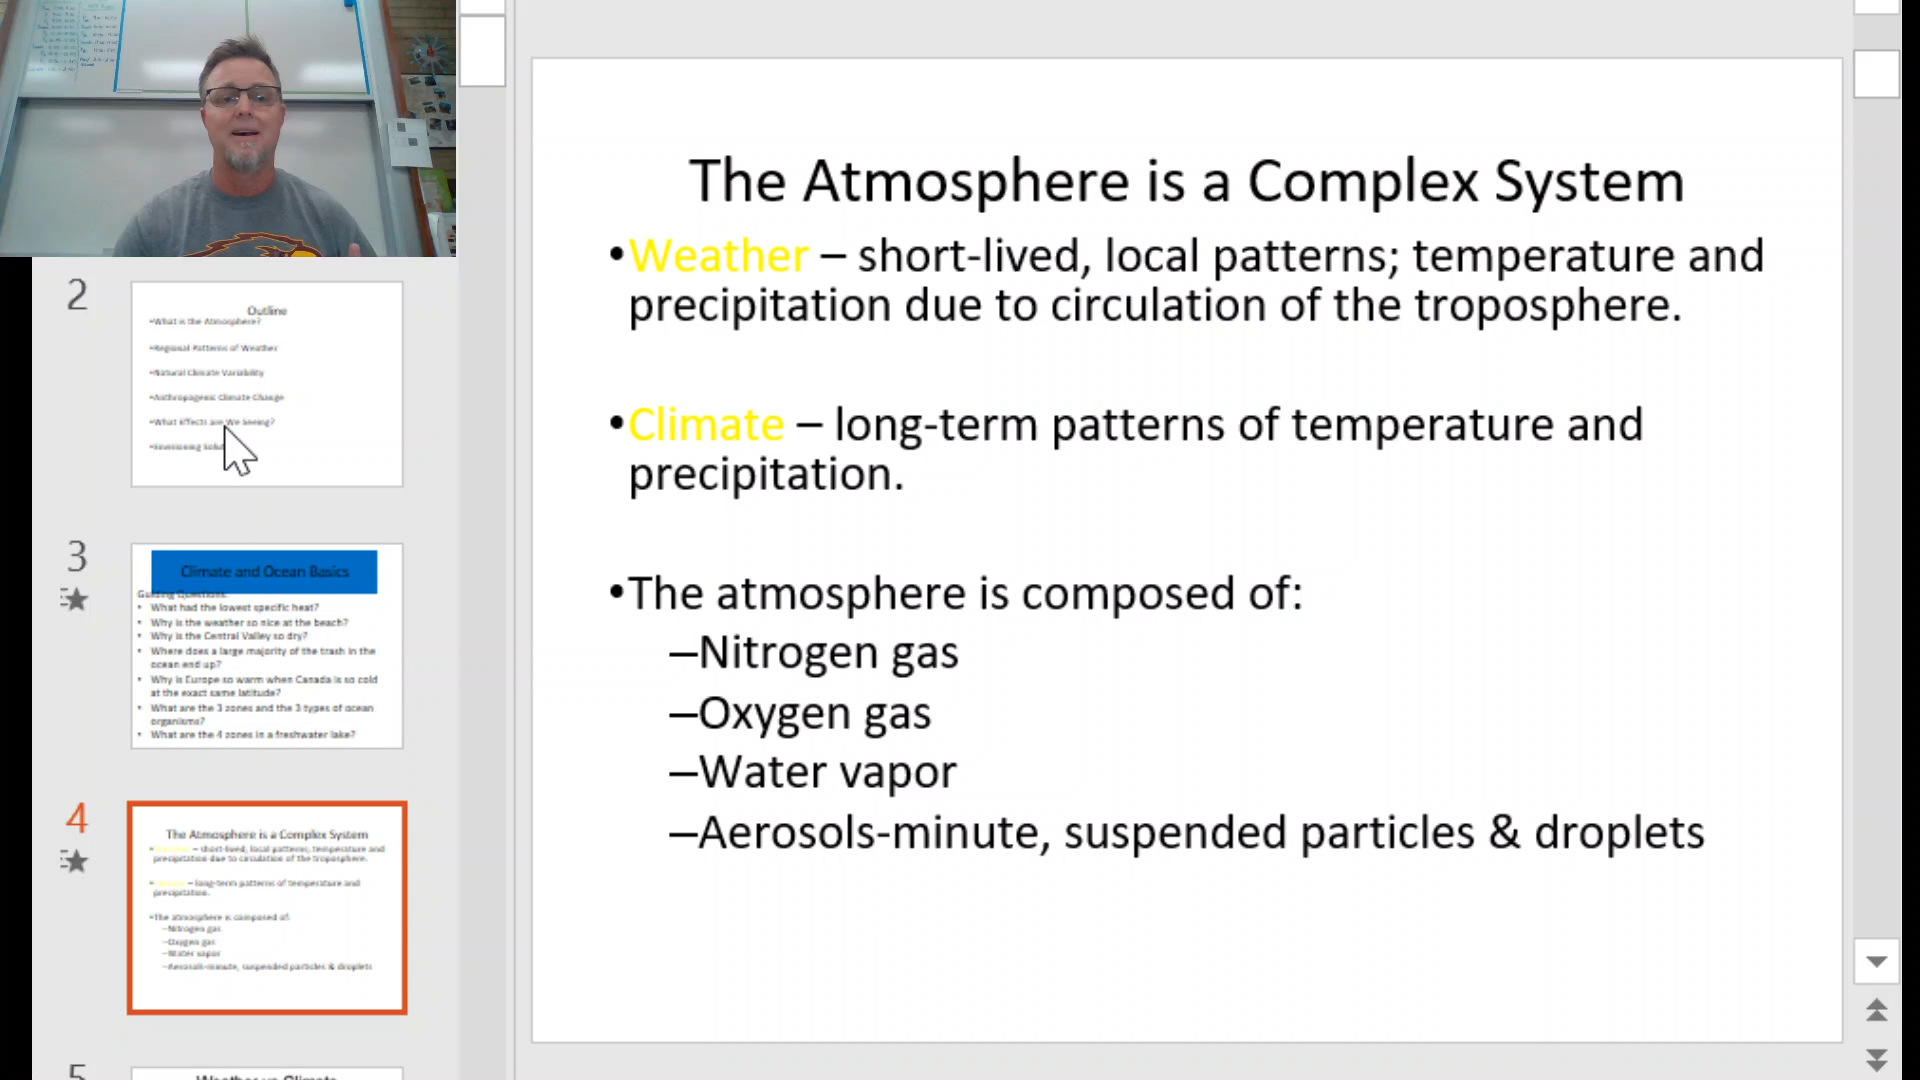 The Atmosphere is a Complex System
•Weather – short-lived, local patterns; temperature and
precipitation due to circulation of the troposphere.
•Climate – long-term patterns of temperature and
precipitation.
•The atmosphere is composed of:
–Nitrogen gas
–Oxygen gas
–Water vapor
–Aerosols-minute, suspended particles & droplets
2
Outline
•What is the Atmosphere?
•Regional Patterns of Weather
•Natural Climate Variability
•Anthropogenic Climate Change
•What Effects are We Seeing?
•Envisioning
3
Climate and Ocean Basics
Guiding Questions:
• What had the lowest specific heat?
• Why is the weather so nice at the beach?
• Why is the Central Valley so dry?
• Where does a large majority of the trash in the
ocean end up?
• Why is Europe so warm when Canada is so cold
at the exact same latitude?
• What are the 3 zones and the 3 types of ocean
organisms?
• What are the 4 zones in a freshwater lake?
4
The Atmosphere is a Complex System
•Weather – short-lived, local patterns; temperature and
precipitation due to circulation of the troposphere.
•Climate – long-term patterns of temperature and
precipitation.
•The atmosphere is composed of:
–Nitrogen gas
–Oxygen gas
–Water vapor
–Aerosols-minute, suspended particles & droplets
5
Weather vs Climate